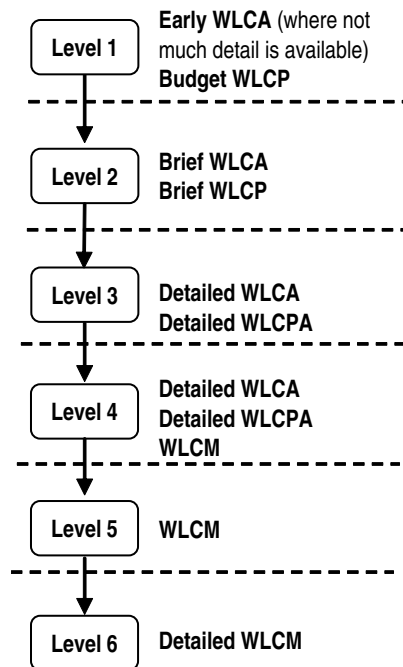 Level 1
Early WLCA (where not
much detail is available)
Budget WLCP
Level 2
Brief WLCA
Brief WLCP
Level 3
Detailed WLCA
Detailed WLCPA
Level 4
Detailed WLCA
Detailed WLCPA
WLCM
Level 5
WLCM
Level 6
Detailed WLCM